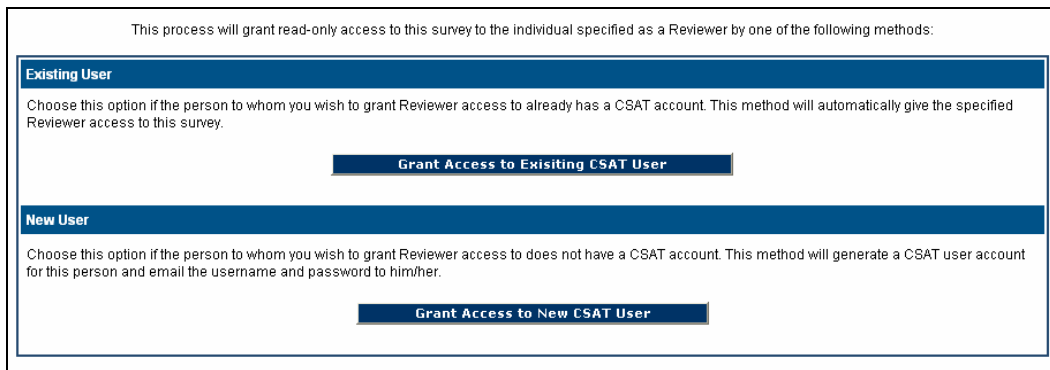 This process will grant read-only access to this survey to the individual specified as a Reviewer by one of the following methods:
Existing User
Choose this option if the person to whom you wish to grant Reviewer access to already has a CSAT account. This method will automatically give the specified
Reviewer access to this survey.
Grant Access to Exisiting CSAT User
New User
Choose this option if the person to whom you wish to grant Reviewer access to does not have a CSAT account. This method will generate a CSAT user account
for this person and email the username and password to him/her.
Grant Access to New CSAT User